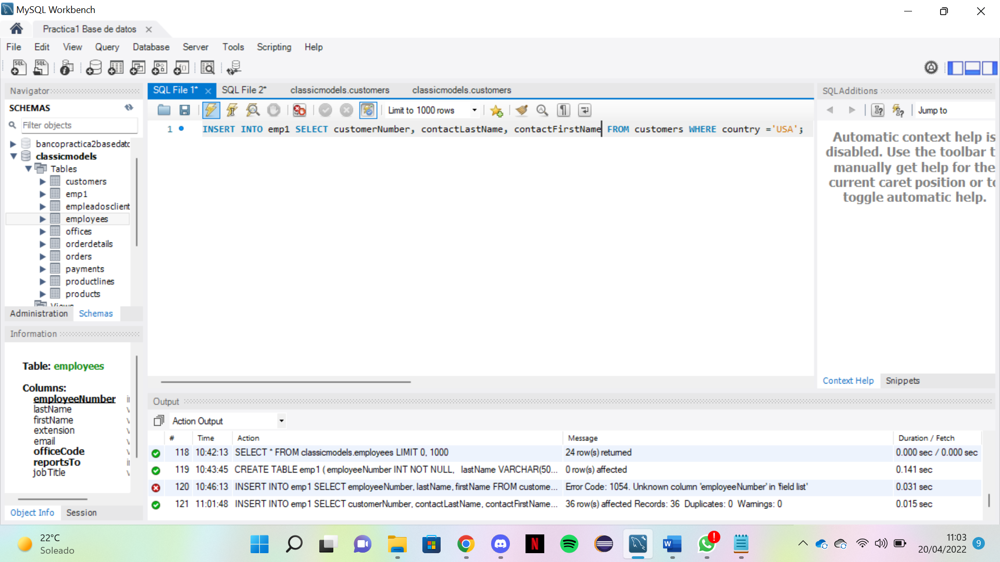 MySQL Workbench
Practica1 Base de datos
File Edit View Query Database Server Tools Scripting Help
Navigator
SCHEMAS
Filter objects
bancopractica2basedatc
classicmodels
Tables
customers
emp1
empleadosclient
employees
offices
orderdetails
orders
payments
productlines
products
Views
Administration Schemas
Information
Table: employees
Columns:
employeeNumber
lastName
firstName
extension
email
officeCode
reportsTo
jobTitle
Object Info Session
SQL File 1* SQL File 2* classicmodels.customers classicmodels.customers
Limit to 1000 rows
1 INSERT INTO emp1 SELECT customerNumber, contactLastName, contactFirstName FROM customers WHERE country ='USA';
SQLAdditions
Jump to
Automatic context help is
disabled. Use the toolbar t
manually get help for the
current caret position or to
toggle automatic help.
Context Help Snippets
Output
Action Output
# Time Action Message Duration / Fetch
118 10:42:13 SELECT * FROM classicmodels.employees LIMIT 0, 1000 24 row(s) returned 0.000 sec / 0.000 sec
119 10:43:45 CREATE TABLE emp1 ( employeeNumber INT NOT NULL, lastName VARCHAR(50... 0 row(s) affected 0.141 sec
120 10:46:13 INSERT INTO emp1 SELECT employeeNumber, lastName, firstName FROM custome... Error Code: 1054. Unknown column 'employeeNumber' in 'field list' 0.031 sec
121 11:01:48 INSERT INTO emp1 SELECT customerNumber, contactLastName, contactFirstName... 36 row(s) affected Records: 36 Duplicates: 0 Warnings: 0 0.015 sec
22°C
Soleado
11:03
20/04/2022
9